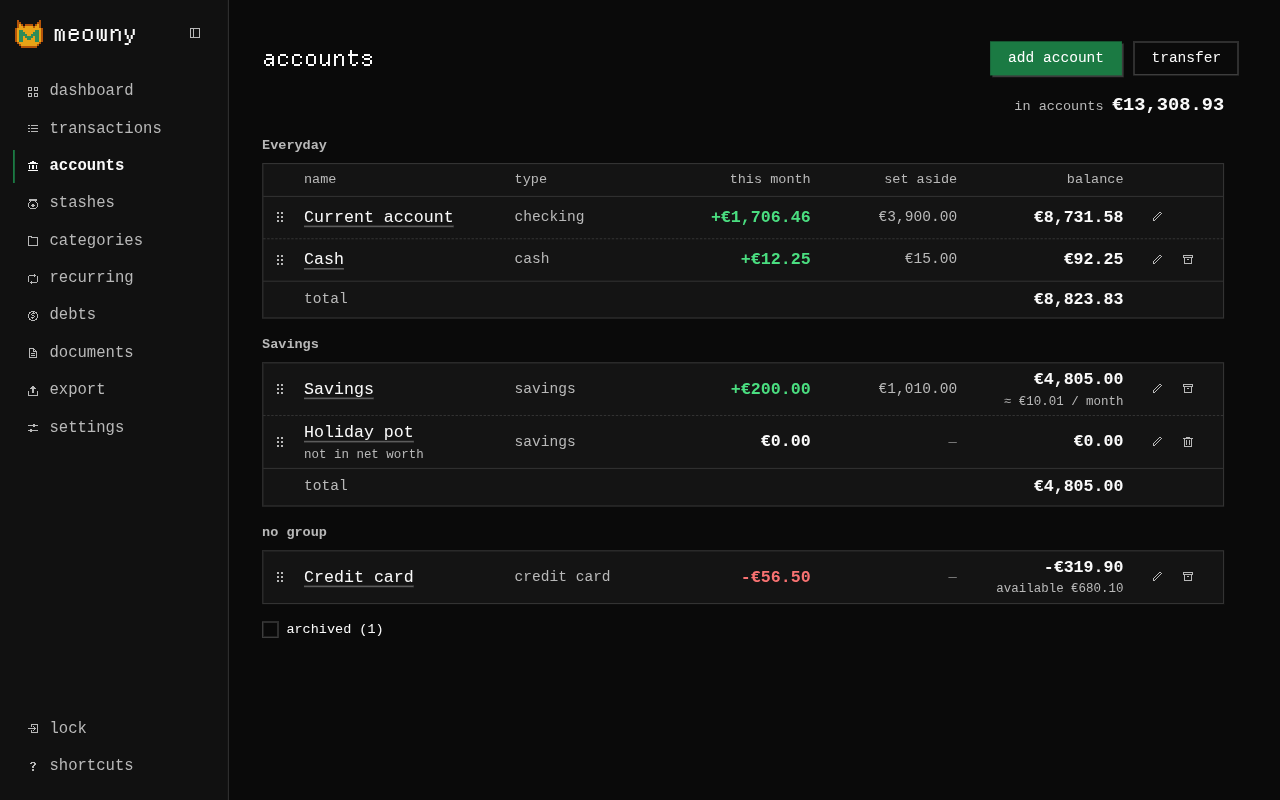 meowny
dashboard
transactions
accounts
stashes
categories
recurring
debts
documents
export
settings
lock
? shortcuts
accounts
add account transfer
in accounts €13,308.93
Everyday
name type this month set aside balance
Current account checking +€1,706.46 €3,900.00 €8,731.58
Cash cash +€12.25 €15.00 €92.25
total €8,823.83
Savings
Savings savings +€200.00 €1,010.00 €4,805.00
≈ €10.01 / month
Holiday pot savings €0.00 — €0.00
not in net worth
total €4,805.00
no group
Credit card credit card -€56.50 — -€319.90
available €680.10
archived (1)